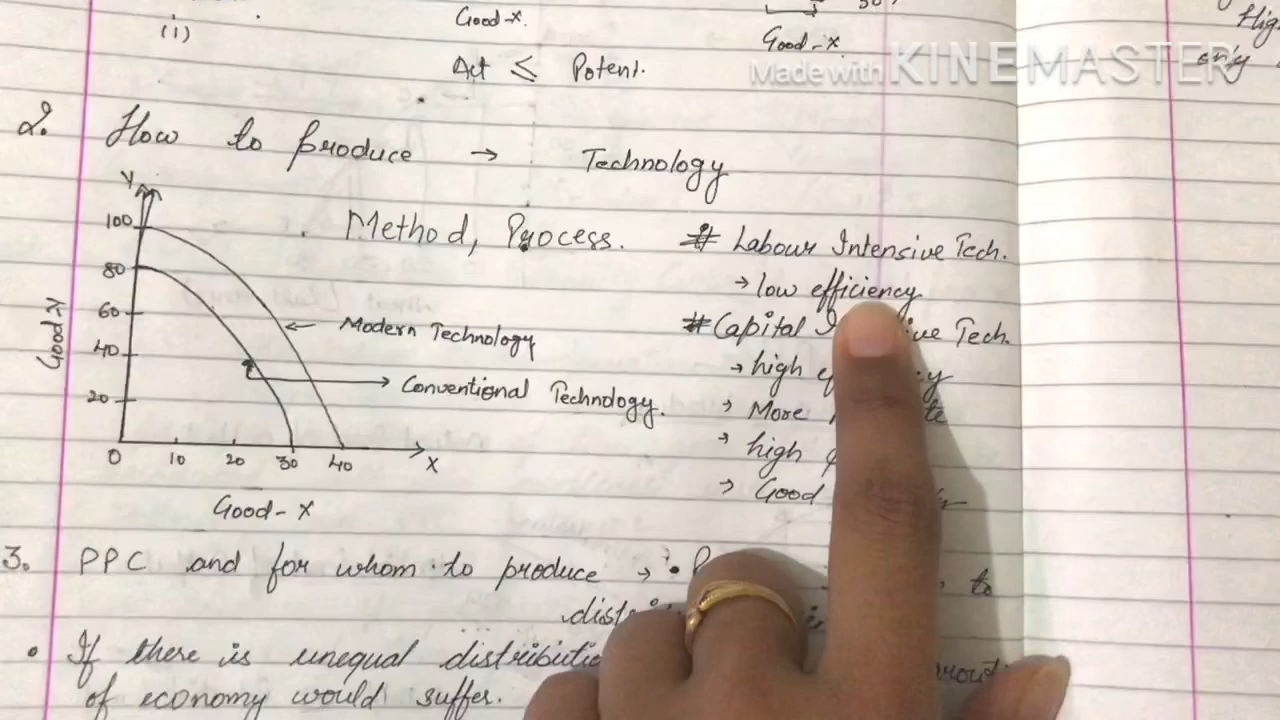 Good-x.
(i)
Good-x.
Act ≤ Potent.
Made with KINEMASTER
only
2. How to produce → Technology
Method, Process.
# Labour Intensive Tech.
→ low efficiency.
# Capital Tech.
→ high
→ More
→ high
→ Good
Y
100
80
60
40
20
0 10 20 30 40 X
Good-Y
Good-X
← Modern Technology
→ Conventional Technology.
3. PPC and for whom to produce → to
• If there is unequal
of economy would suffer.